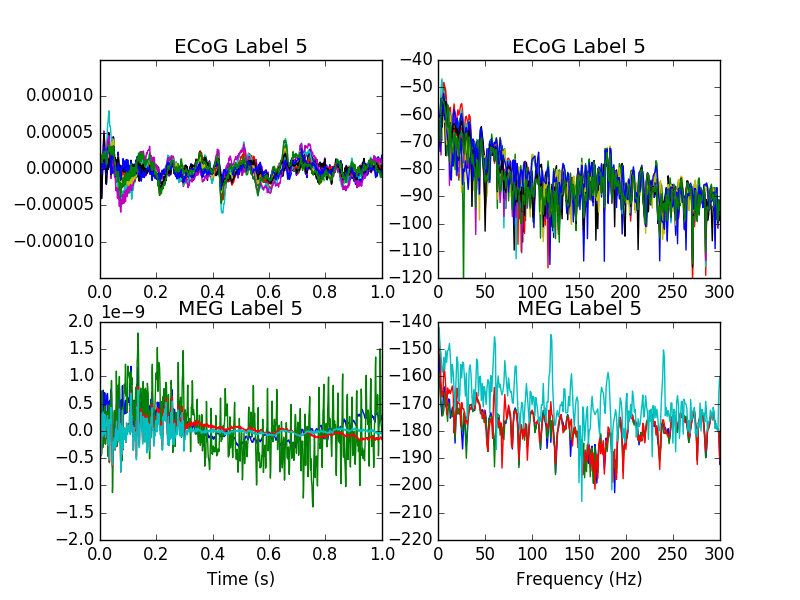 ECoG Label 5
0.00010
0.00005
0.00000
−0.00005
−0.00010
0.0 0.2 0.4 0.6 0.8 1.0
ECoG Label 5
−40
−50
−60
−70
−80
−90
−100
−110
−120
0 50 100 150 200 250 300
MEG Label 5
1e−9
2.0
1.5
1.0
0.5
0.0
−0.5
−1.0
−1.5
−2.0
0.0 0.2 0.4 0.6 0.8 1.0
Time (s)
MEG Label 5
−140
−150
−160
−170
−180
−190
−200
−210
−220
0 50 100 150 200 250 300
Frequency (Hz)